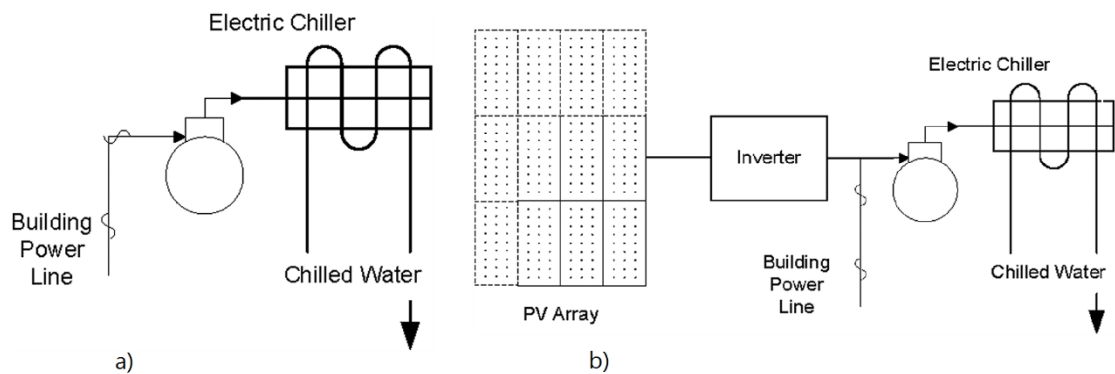 Electric Chiller
Building
Power
Line
Chilled Water
a)
Electric Chiller
Inverter
Building
Power
Line
Chilled Water
PV Array
b)